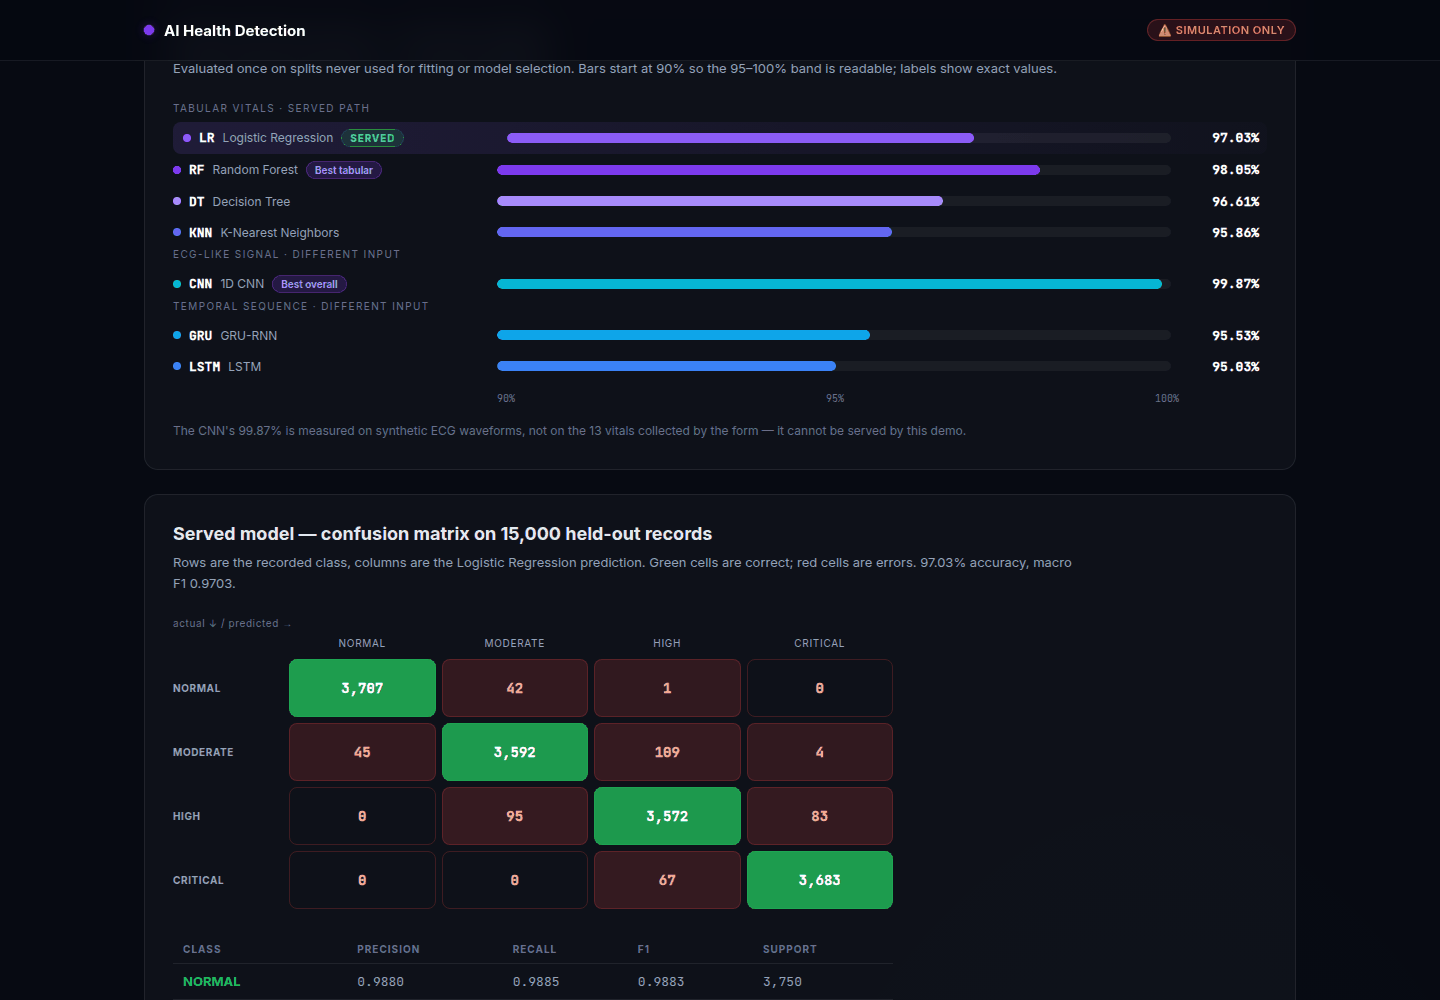 AI Health Detection
⚠ SIMULATION ONLY
Evaluated once on splits never used for fitting or model selection. Bars start at 90% so the 95–100% band is readable; labels show exact values.
TABULAR VITALS · SERVED PATH
LR Logistic Regression SERVED 97.03%
RF Random Forest Best tabular 98.05%
DT Decision Tree 96.61%
KNN K-Nearest Neighbors 95.86%
ECG-LIKE SIGNAL · DIFFERENT INPUT
CNN 1D CNN Best overall 99.87%
TEMPORAL SEQUENCE · DIFFERENT INPUT
GRU GRU-RNN 95.53%
LSTM LSTM 95.03%
90% 95% 100%
The CNN's 99.87% is measured on synthetic ECG waveforms, not on the 13 vitals collected by the form — it cannot be served by this demo.
Served model — confusion matrix on 15,000 held-out records
Rows are the recorded class, columns are the Logistic Regression prediction. Green cells are correct; red cells are errors. 97.03% accuracy, macro
F1 0.9703.
actual ↓ / predicted →
NORMAL MODERATE HIGH CRITICAL
NORMAL 3,707 42 1 0
MODERATE 45 3,592 109 4
HIGH 0 95 3,572 83
CRITICAL 0 0 67 3,683
CLASS PRECISION RECALL F1 SUPPORT
NORMAL 0.9880 0.9885 0.9883 3,750